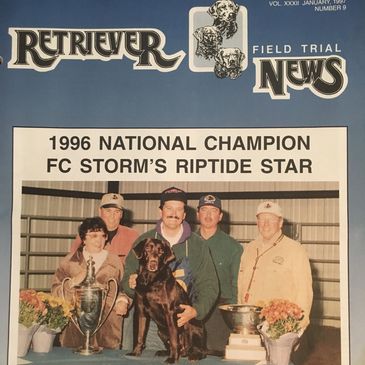 VOL. XXXII JANUARY, 1997
NUMBER 9
RETRIEVER
FIELD TRIAL
NEWS
1996 NATIONAL CHAMPION
FC STORM'S RIPTIDE STAR